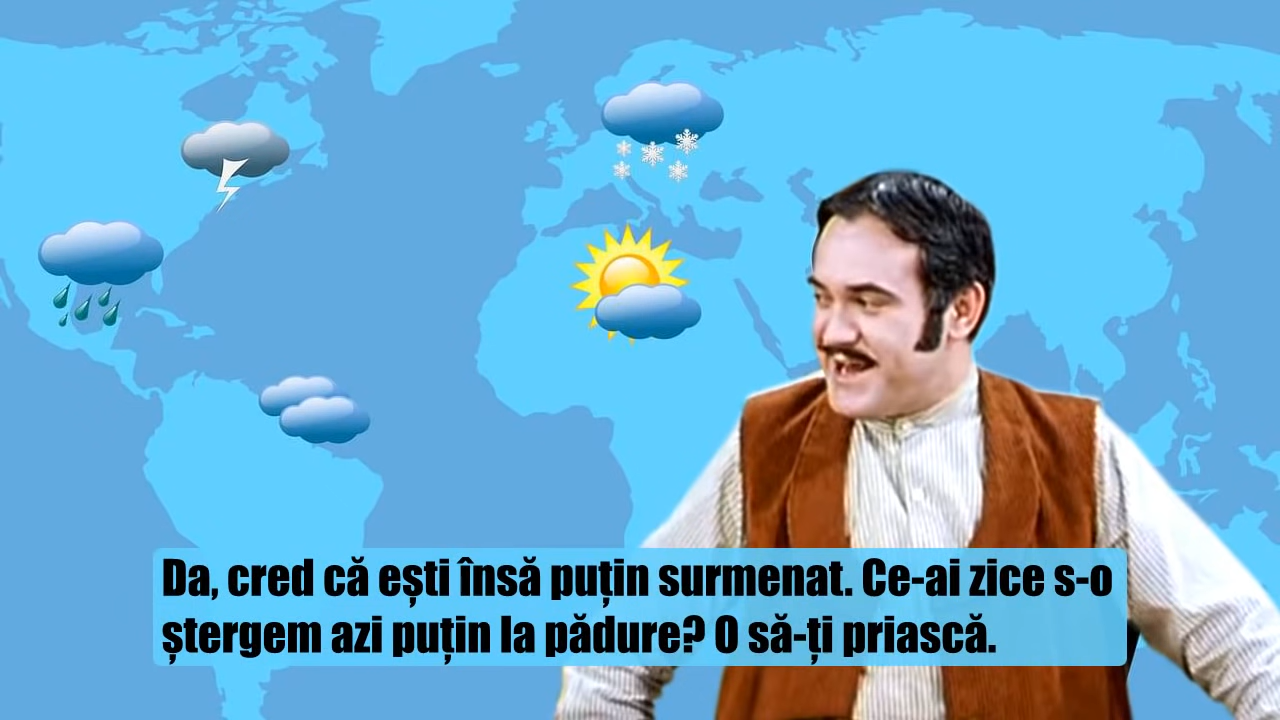 Da, cred că ești însă puțin surmenat. Ce-ai zice s-o
ștergem azi puțin la pădure? O să-ți priască.